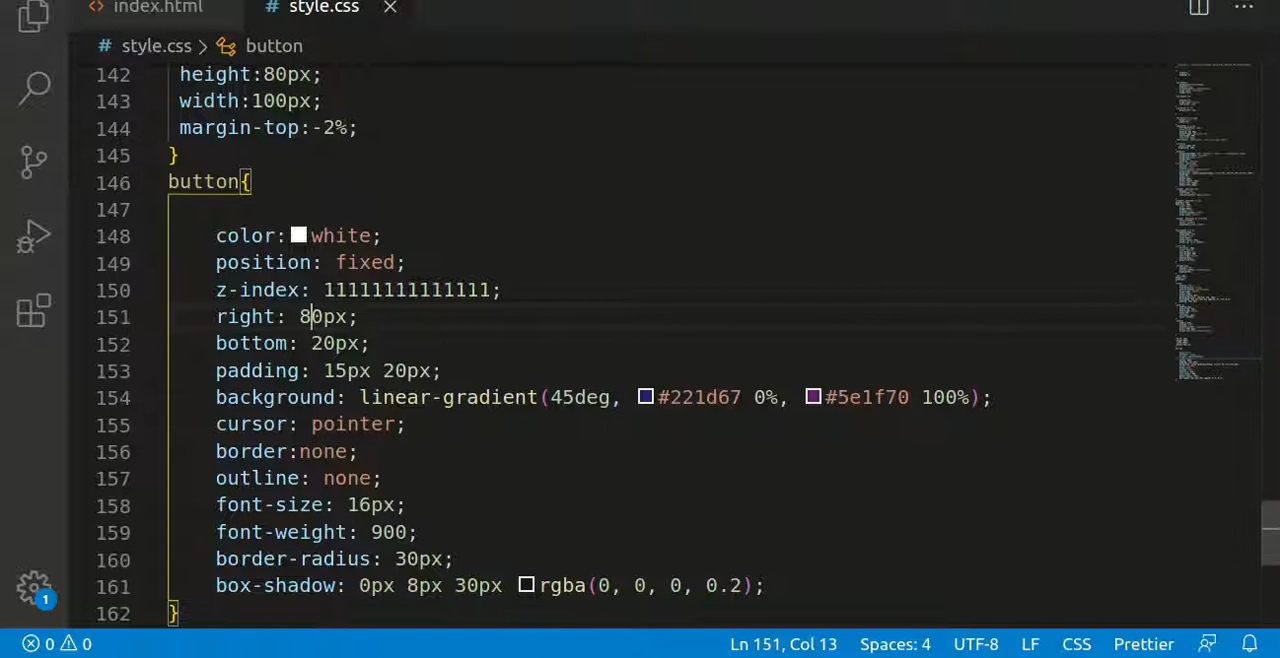 index.html style.css
# style.css > button
142 height:80px;
143 width:100px;
144 margin-top:-2%;
145 }
146 button{
147
148 color: white;
149 position: fixed;
150 z-index: 11111111111111;
151 right: 80px;
152 bottom: 20px;
153 padding: 15px 20px;
154 background: linear-gradient(45deg, #221d67 0%, #5e1f70 100%);
155 cursor: pointer;
156 border:none;
157 outline: none;
158 font-size: 16px;
159 font-weight: 900;
160 border-radius: 30px;
161 box-shadow: 0px 8px 30px rgba(0, 0, 0, 0.2);
162 }
1
0 0 Ln 151, Col 13 Spaces: 4 UTF-8 LF CSS Prettier